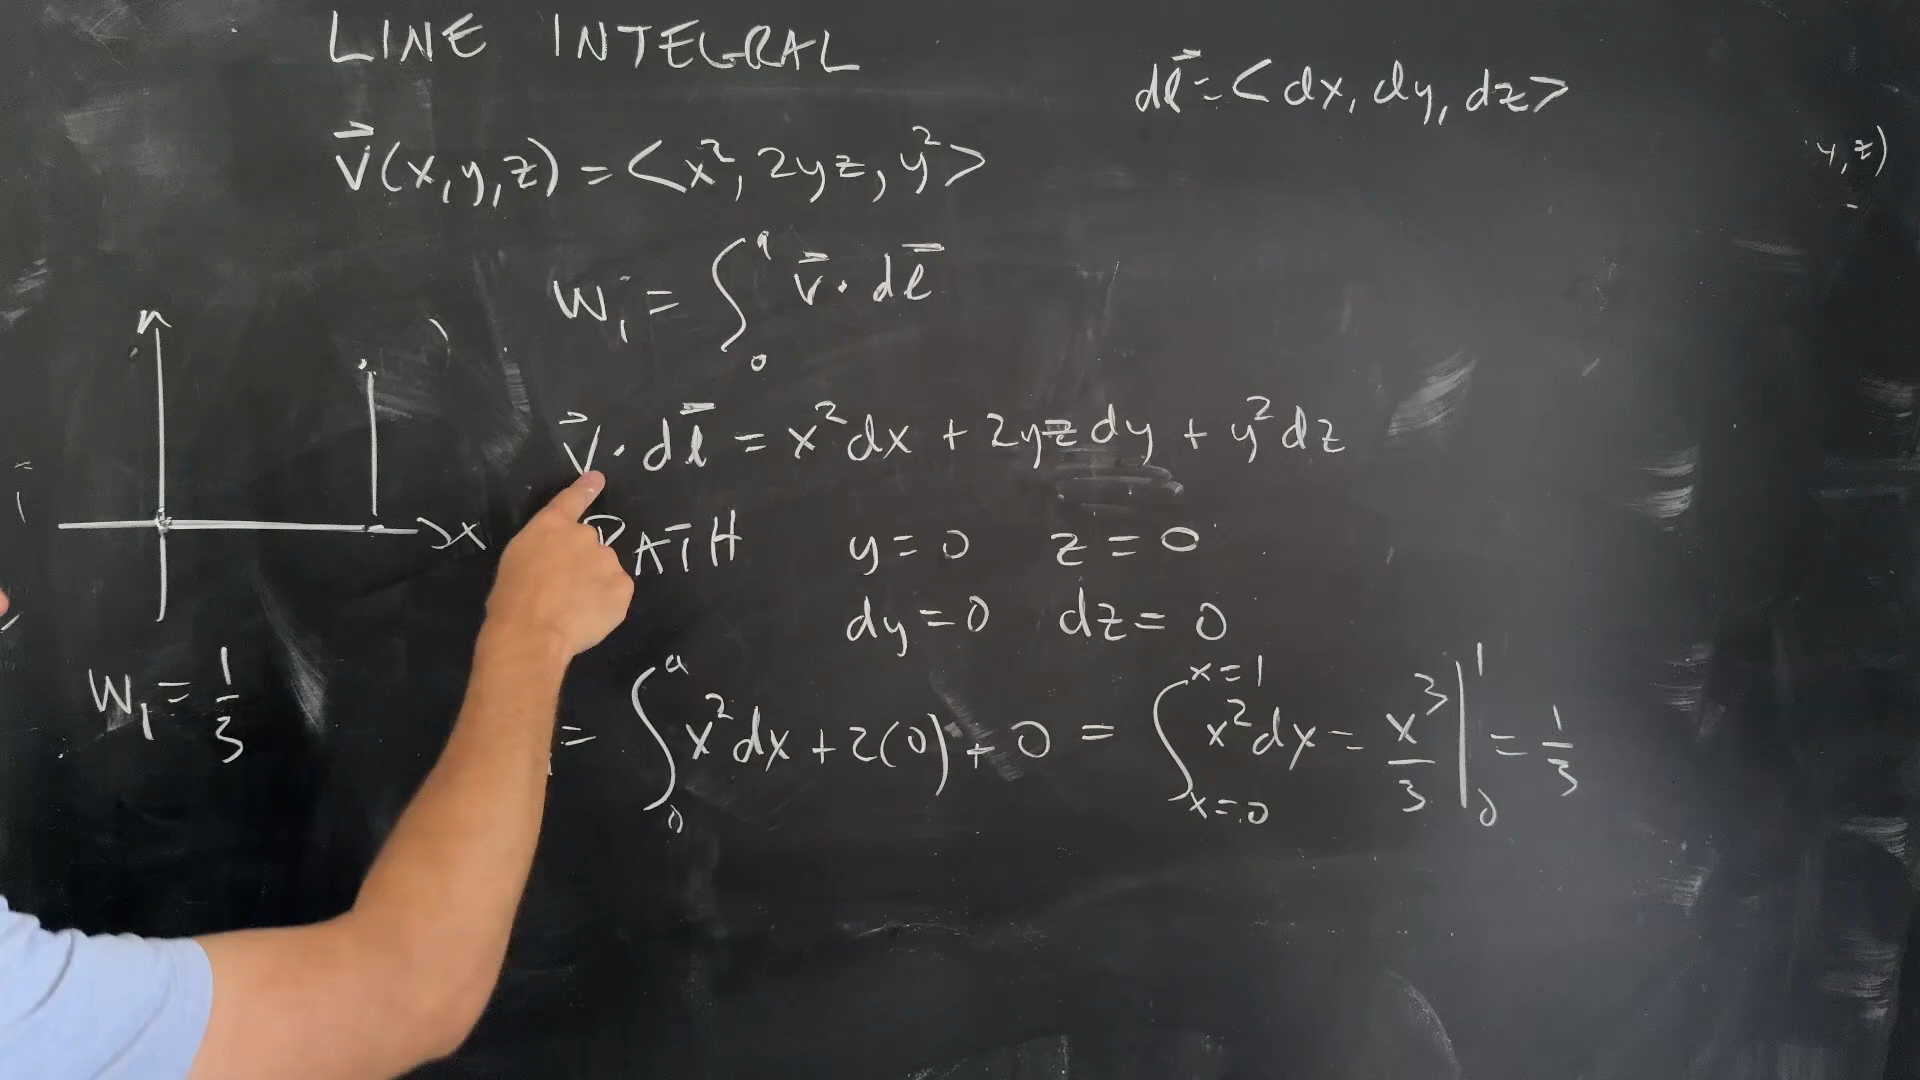 LINE INTEGRAL
dl⃗ = <dx, dy, dz>
v⃗(x,y,z) = <x², 2yz, y²>
y,z)
W₁ = ∫₀ᵃ v⃗ · dl⃗
v⃗ · dl⃗ = x²dx + 2yz dy + y²dz
x
PATH y = 0 z = 0
dy = 0 dz = 0
W₁ = 1/3
= ∫₀ᵃ x²dx + 2(0) + 0 = ∫ₓ₌₀ˣ⁼¹ x²dx = x³/3 |₀¹ = 1/3